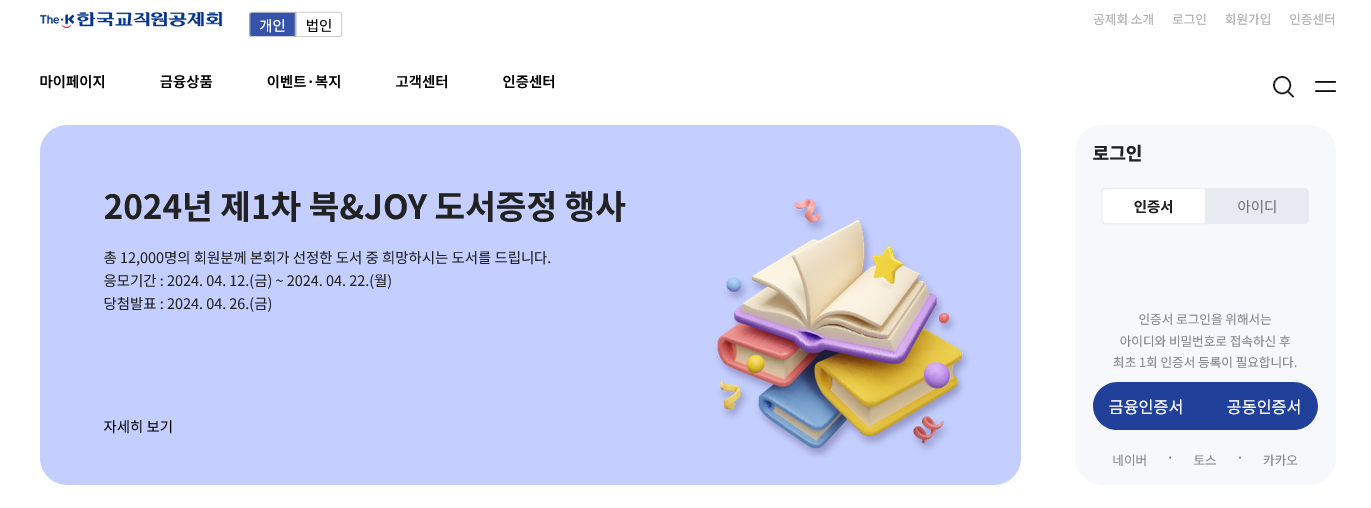 The-K한국교직원공제회
개인 법인
공제회 소개 로그인 회원가입 인증센터
마이페이지 금융상품 이벤트·복지 고객센터 인증센터
2024년 제1차 북&JOY 도서증정 행사
총 12,000명의 회원분께 본회가 선정한 도서 중 희망하시는 도서를 드립니다.
응모기간 : 2024. 04. 12.(금) ~ 2024. 04. 22.(월)
당첨발표 : 2024. 04. 26.(금)
자세히 보기
로그인
인증서 아이디
인증서 로그인을 위해서는
아이디와 비밀번호로 접속하신 후
최초 1회 인증서 등록이 필요합니다.
금융인증서 공동인증서
네이버 · 토스 · 카카오